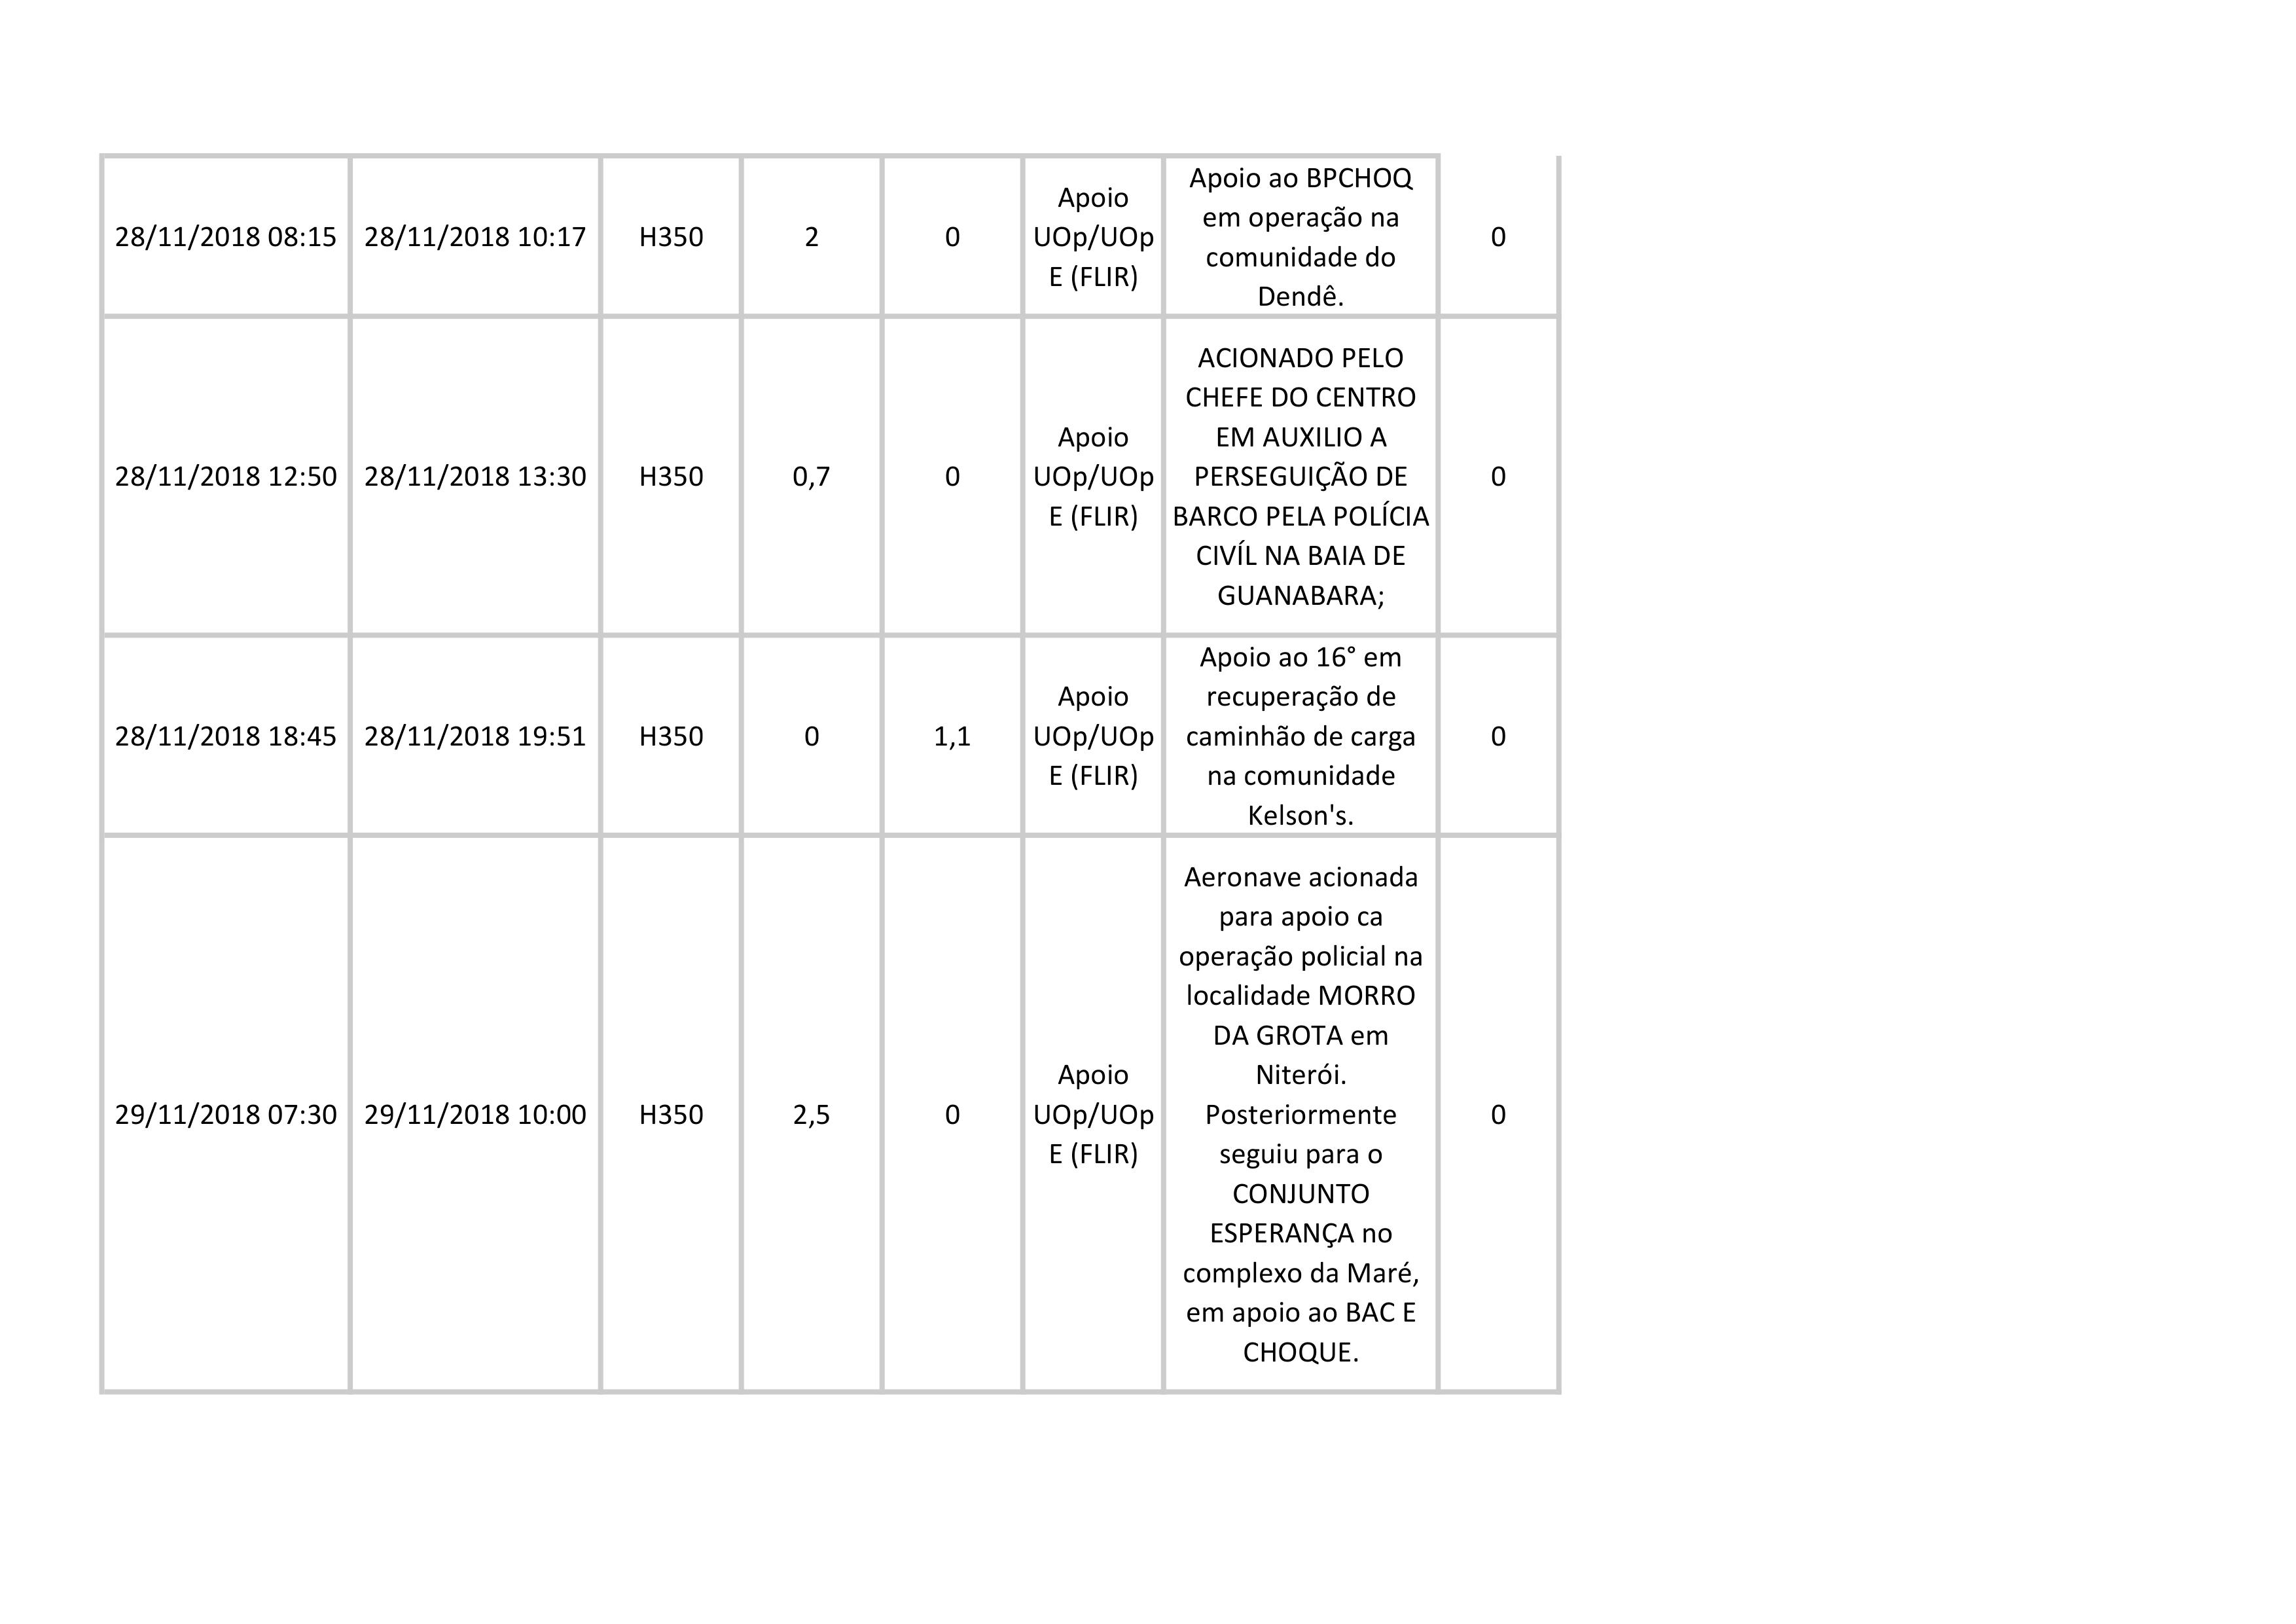 28/11/2018 08:15 28/11/2018 10:17 H350 2 0
Apoio
UOp/UOp
E (FLIR)
Apoio ao BPCHOQ
em operação na
comunidade do
Dendê.
0
28/11/2018 12:50 28/11/2018 13:30 H350 0,7 0
Apoio
UOp/UOp
E (FLIR)
ACIONADO PELO
CHEFE DO CENTRO
EM AUXILIO A
PERSEGUIÇÃO DE
BARCO PELA POLÍCIA
CIVÍL NA BAIA DE
GUANABARA;
0
28/11/2018 18:45 28/11/2018 19:51 H350 0 1,1
Apoio
UOp/UOp
E (FLIR)
Apoio ao 16° em
recuperação de
caminhão de carga
na comunidade
Kelson's.
0
29/11/2018 07:30 29/11/2018 10:00 H350 2,5 0
Apoio
UOp/UOp
E (FLIR)
Aeronave acionada
para apoio ca
operação policial na
localidade MORRO
DA GROTA em
Niterói.
Posteriormente
seguiu para o
CONJUNTO
ESPERANÇA no
complexo da Maré,
em apoio ao BAC E
CHOQUE.
0